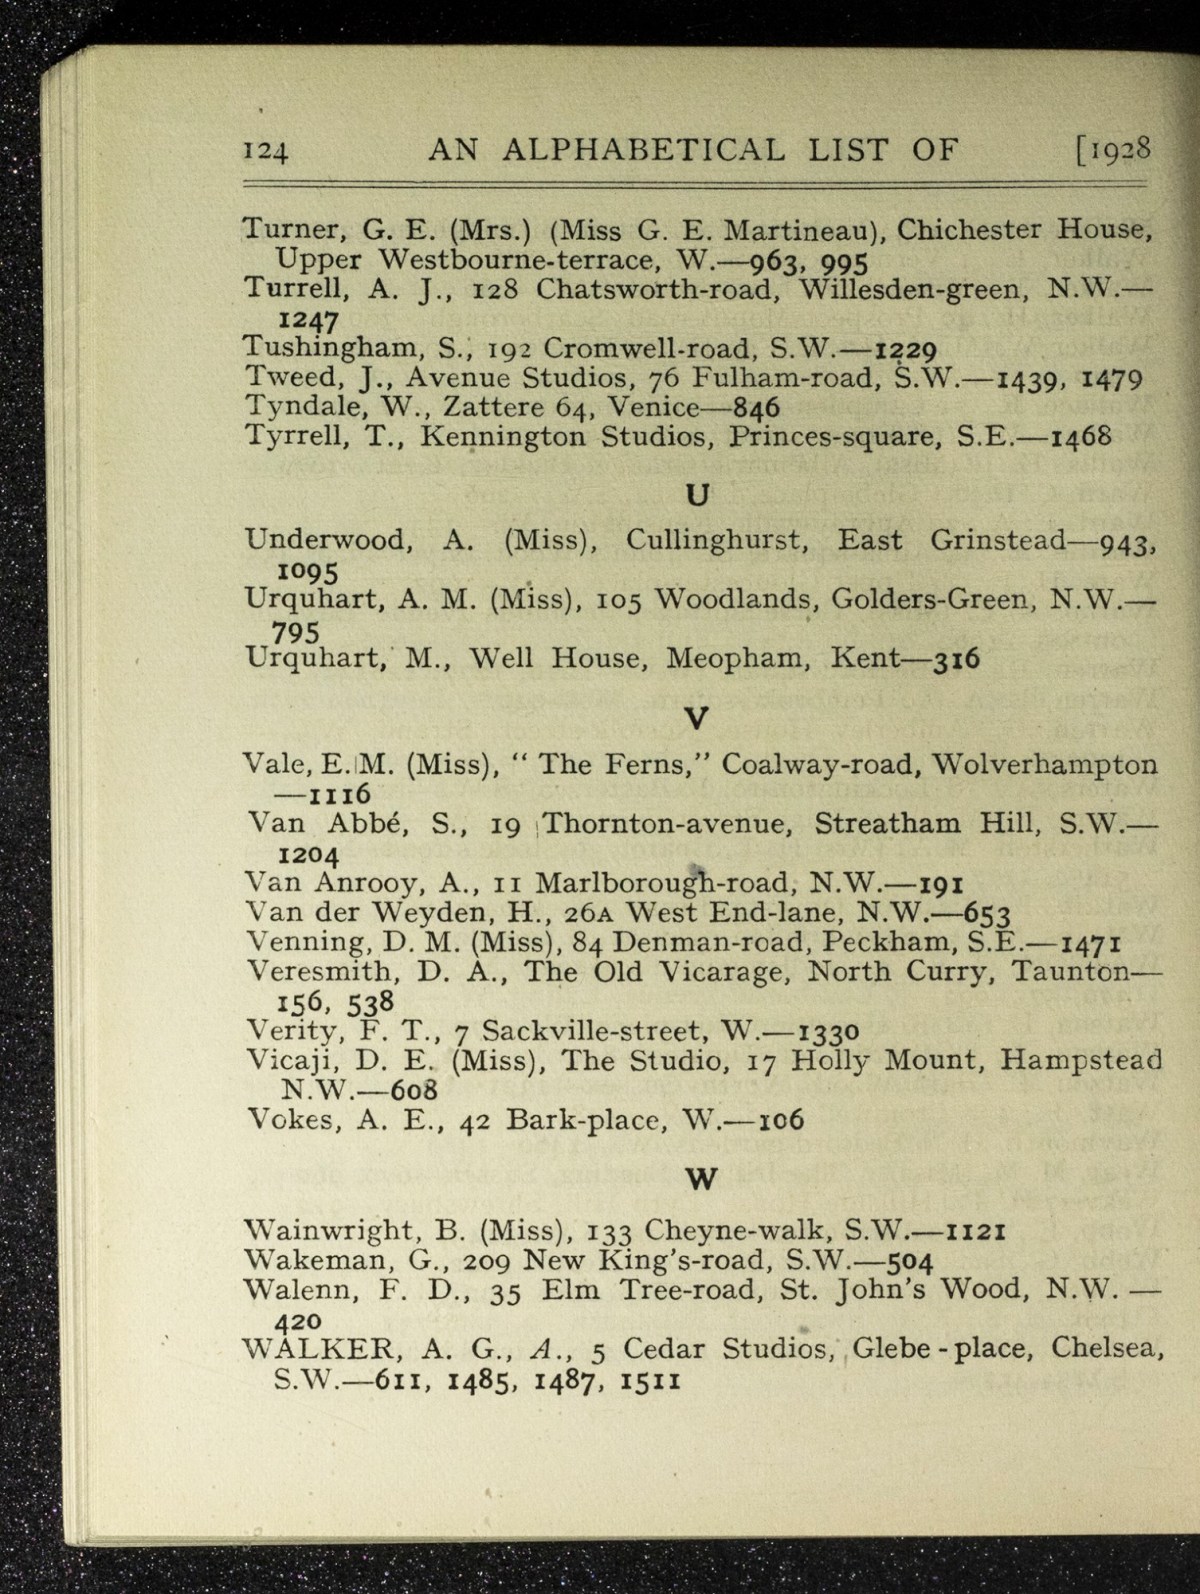 124 AN ALPHABETICAL LIST OF [1928
Turner, G. E. (Mrs.) (Miss G. E. Martineau), Chichester House,
Upper Westbourne-terrace, W.—963, 995
Turrell, A. J., 128 Chatsworth-road, Willesden-green, N.W.—
1247
Tushingham, S., 192 Cromwell-road, S.W.—1229
Tweed, J., Avenue Studios, 76 Fulham-road, S.W.—1439, 1479
Tyndale, W., Zattere 64, Venice—846
Tyrrell, T., Kennington Studios, Princes-square, S.E.—1468
U
Underwood, A. (Miss), Cullinghurst, East Grinstead—943,
1095
Urquhart, A. M. (Miss), 105 Woodlands, Golders-Green, N.W.—
795
Urquhart, M., Well House, Meopham, Kent—316
V
Vale, E. M. (Miss), “ The Ferns,” Coalway-road, Wolverhampton
—1116
Van Abbé, S., 19 Thornton-avenue, Streatham Hill, S.W.—
1204
Van Anrooy, A., 11 Marlborough-road, N.W.—191
Van der Weyden, H., 26A West End-lane, N.W.—653
Venning, D. M. (Miss), 84 Denman-road, Peckham, S.E.—1471
Veresmith, D. A., The Old Vicarage, North Curry, Taunton—
156, 538
Verity, F. T., 7 Sackville-street, W.—1330
Vicaji, D. E. (Miss), The Studio, 17 Holly Mount, Hampstead
N.W.—608
Vokes, A. E., 42 Bark-place, W.—106
W
Wainwright, B. (Miss), 133 Cheyne-walk, S.W.—1121
Wakeman, G., 209 New King’s-road, S.W.—504
Walenn, F. D., 35 Elm Tree-road, St. John’s Wood, N.W. —
420
WALKER, A. G., A., 5 Cedar Studios, Glebe-place, Chelsea,
S.W.—611, 1485, 1487, 1511